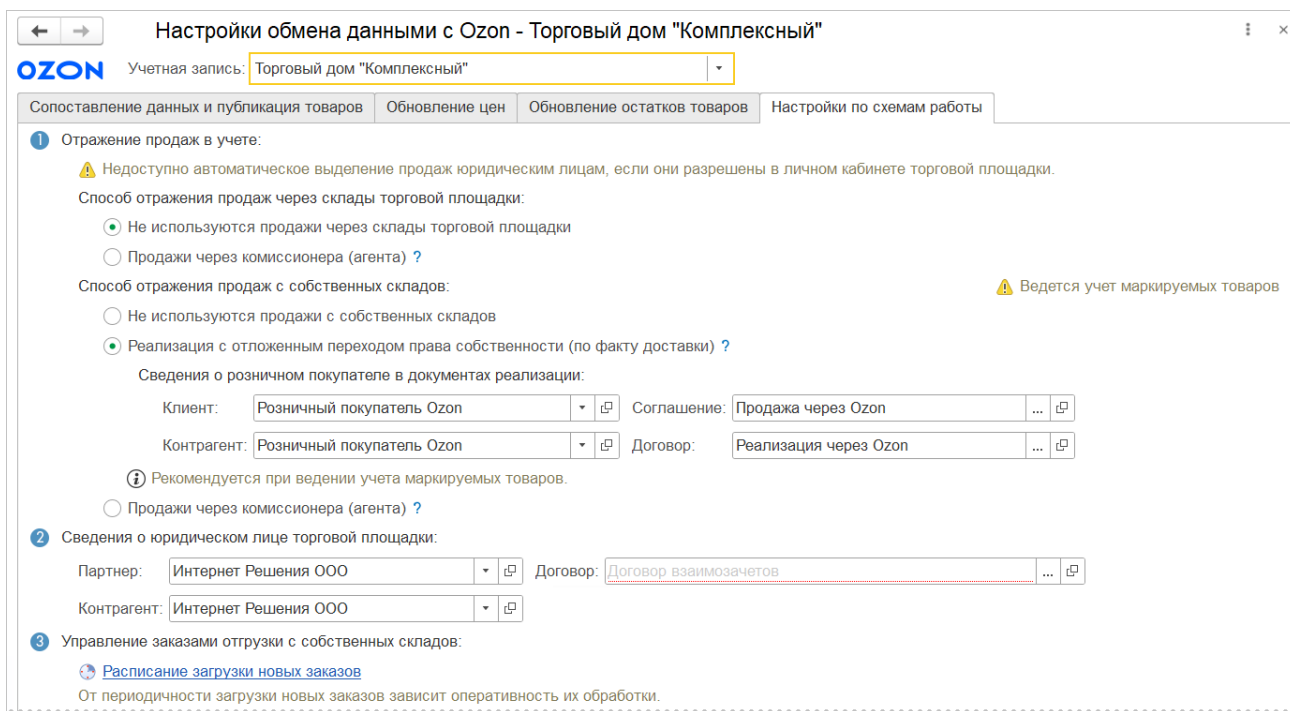 Настройки обмена данными с Ozon - Торговый дом "Комплексный"
OZON Учетная запись: Торговый дом "Комплексный"
Сопоставление данных и публикация товаров Обновление цен Обновление остатков товаров Настройки по схемам работы
1 Отражение продаж в учете:
Недоступно автоматическое выделение продаж юридическим лицам, если они разрешены в личном кабинете торговой площадки.
Способ отражения продаж через склады торговой площадки:
Не используются продажи через склады торговой площадки
Продажи через комиссионера (агента) ?
Способ отражения продаж с собственных складов: Ведется учет маркируемых товаров
Не используются продажи с собственных складов
Реализация с отложенным переходом права собственности (по факту доставки) ?
Сведения о розничном покупателе в документах реализации:
Клиент: Розничный покупатель Ozon Соглашение: Продажа через Ozon ...
Контрагент: Розничный покупатель Ozon Договор: Реализация через Ozon ...
Рекомендуется при ведении учета маркируемых товаров.
Продажи через комиссионера (агента) ?
2 Сведения о юридическом лице торговой площадки:
Партнер: Интернет Решения ООО Договор: Договор взаимозачетов ...
Контрагент: Интернет Решения ООО
3 Управление заказами отгрузки с собственных складов:
Расписание загрузки новых заказов
От периодичности загрузки новых заказов зависит оперативность их обработки.